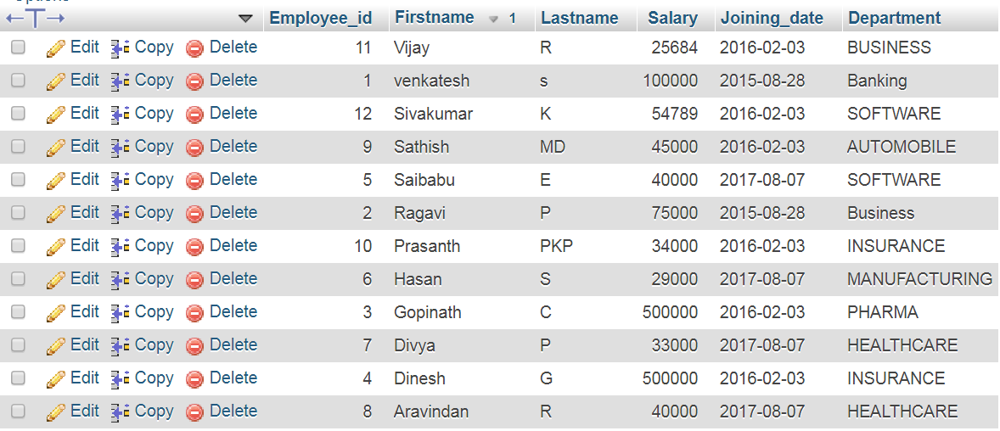 Options
Employee_id Firstname 1 Lastname Salary Joining_date Department
Edit Copy Delete 11 Vijay R 25684 2016-02-03 BUSINESS
Edit Copy Delete 1 venkatesh s 100000 2015-08-28 Banking
Edit Copy Delete 12 Sivakumar K 54789 2016-02-03 SOFTWARE
Edit Copy Delete 9 Sathish MD 45000 2016-02-03 AUTOMOBILE
Edit Copy Delete 5 Saibabu E 40000 2017-08-07 SOFTWARE
Edit Copy Delete 2 Ragavi P 75000 2015-08-28 Business
Edit Copy Delete 10 Prasanth PKP 34000 2016-02-03 INSURANCE
Edit Copy Delete 6 Hasan S 29000 2017-08-07 MANUFACTURING
Edit Copy Delete 3 Gopinath C 500000 2016-02-03 PHARMA
Edit Copy Delete 7 Divya P 33000 2017-08-07 HEALTHCARE
Edit Copy Delete 4 Dinesh G 500000 2016-02-03 INSURANCE
Edit Copy Delete 8 Aravindan R 40000 2017-08-07 HEALTHCARE